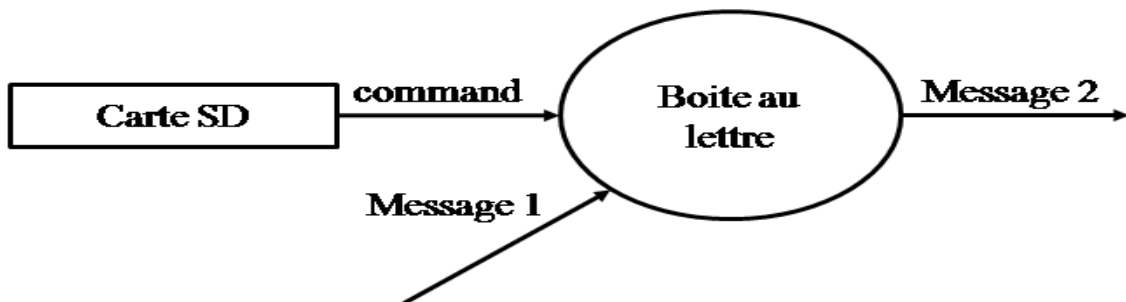 Carte SD
command
Boite au
lettre
Message 2
Message 1